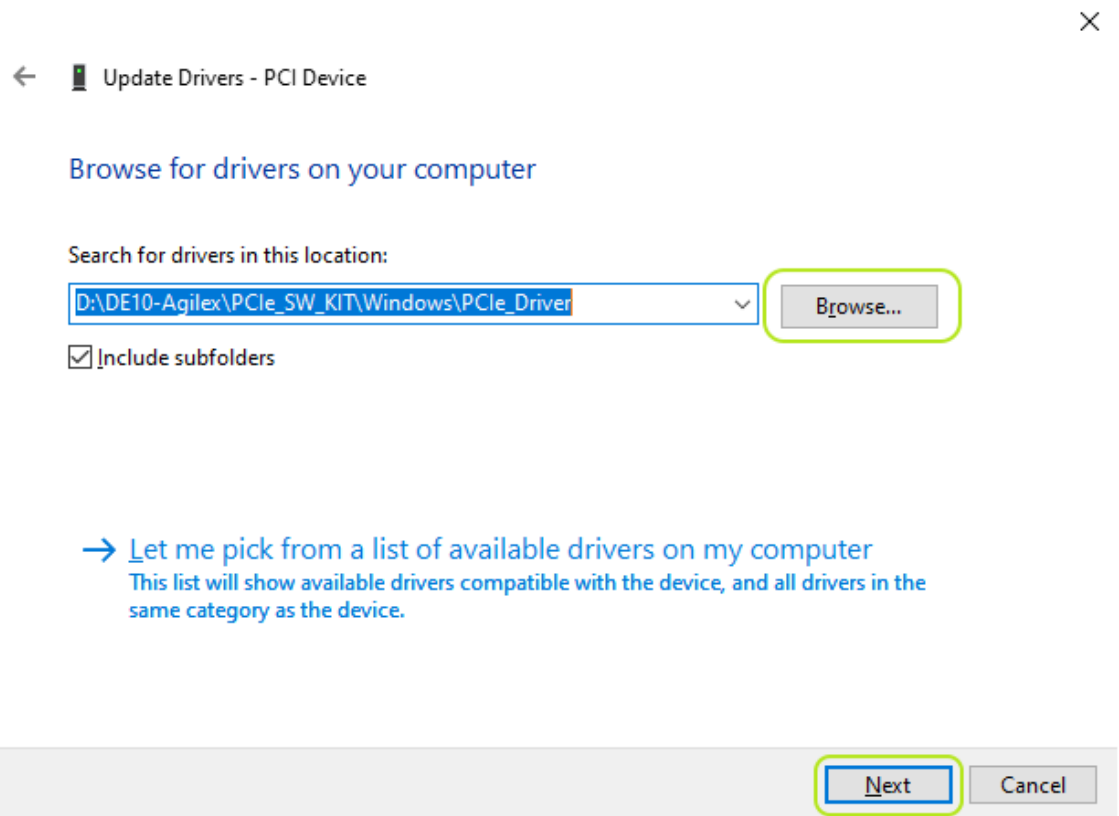 Update Drivers - PCI Device
Browse for drivers on your computer
Search for drivers in this location:
D:\DE10-Agilex\PCIe_SW_KIT\Windows\PCIe_Driver
Browse...
Include subfolders
Let me pick from a list of available drivers on my computer
This list will show available drivers compatible with the device, and all drivers in the
same category as the device.
Next
Cancel